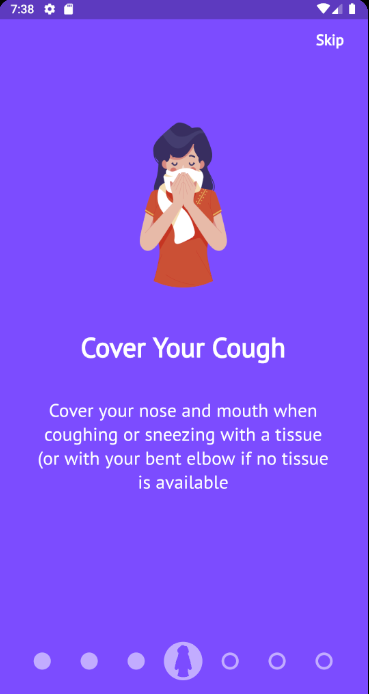 7:38
Skip
Cover Your Cough
Cover your nose and mouth when
coughing or sneezing with a tissue
(or with your bent elbow if no tissue
is available